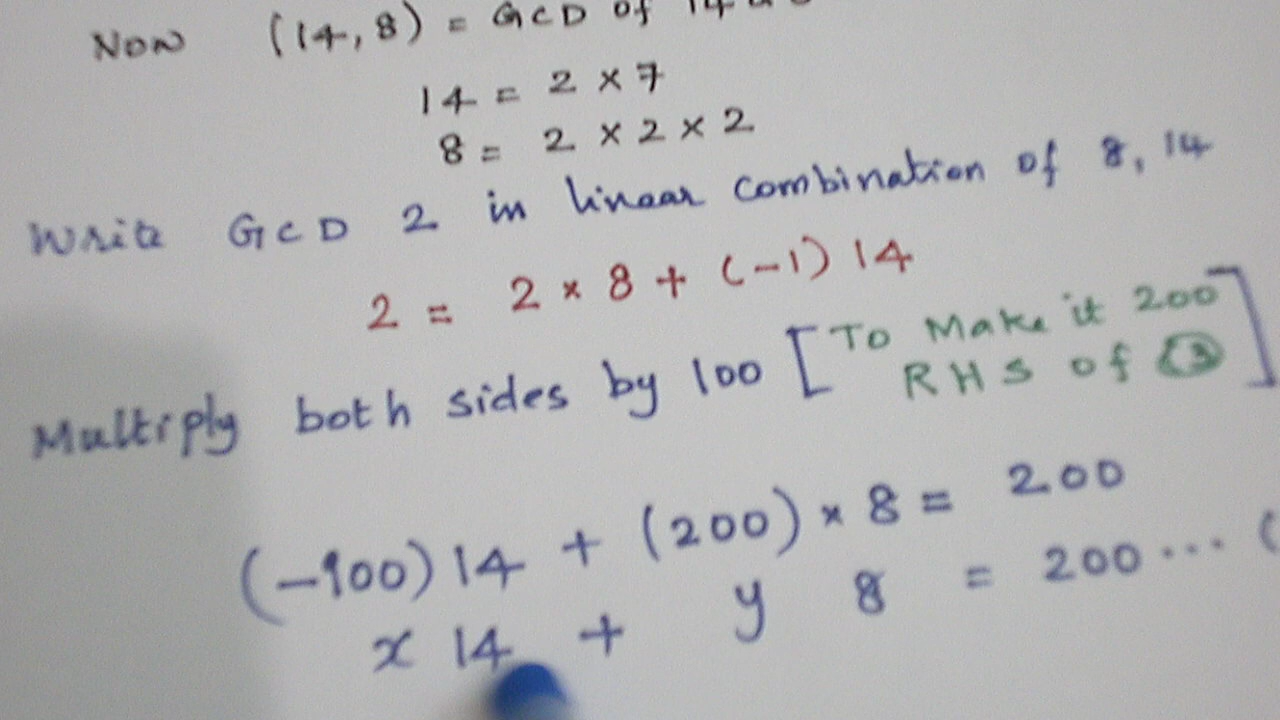 Now (14, 8) = GCD of 14
14 = 2 × 7
8 = 2 × 2 × 2
Write GCD 2 in linear combination of 8, 14
2 = 2 × 8 + (-1) 14
Multiply both sides by 100 [To Make it 200
RHS of ③]
(-100) 14 + (200) × 8 = 200
x 14 + y 8 = 200 ... (